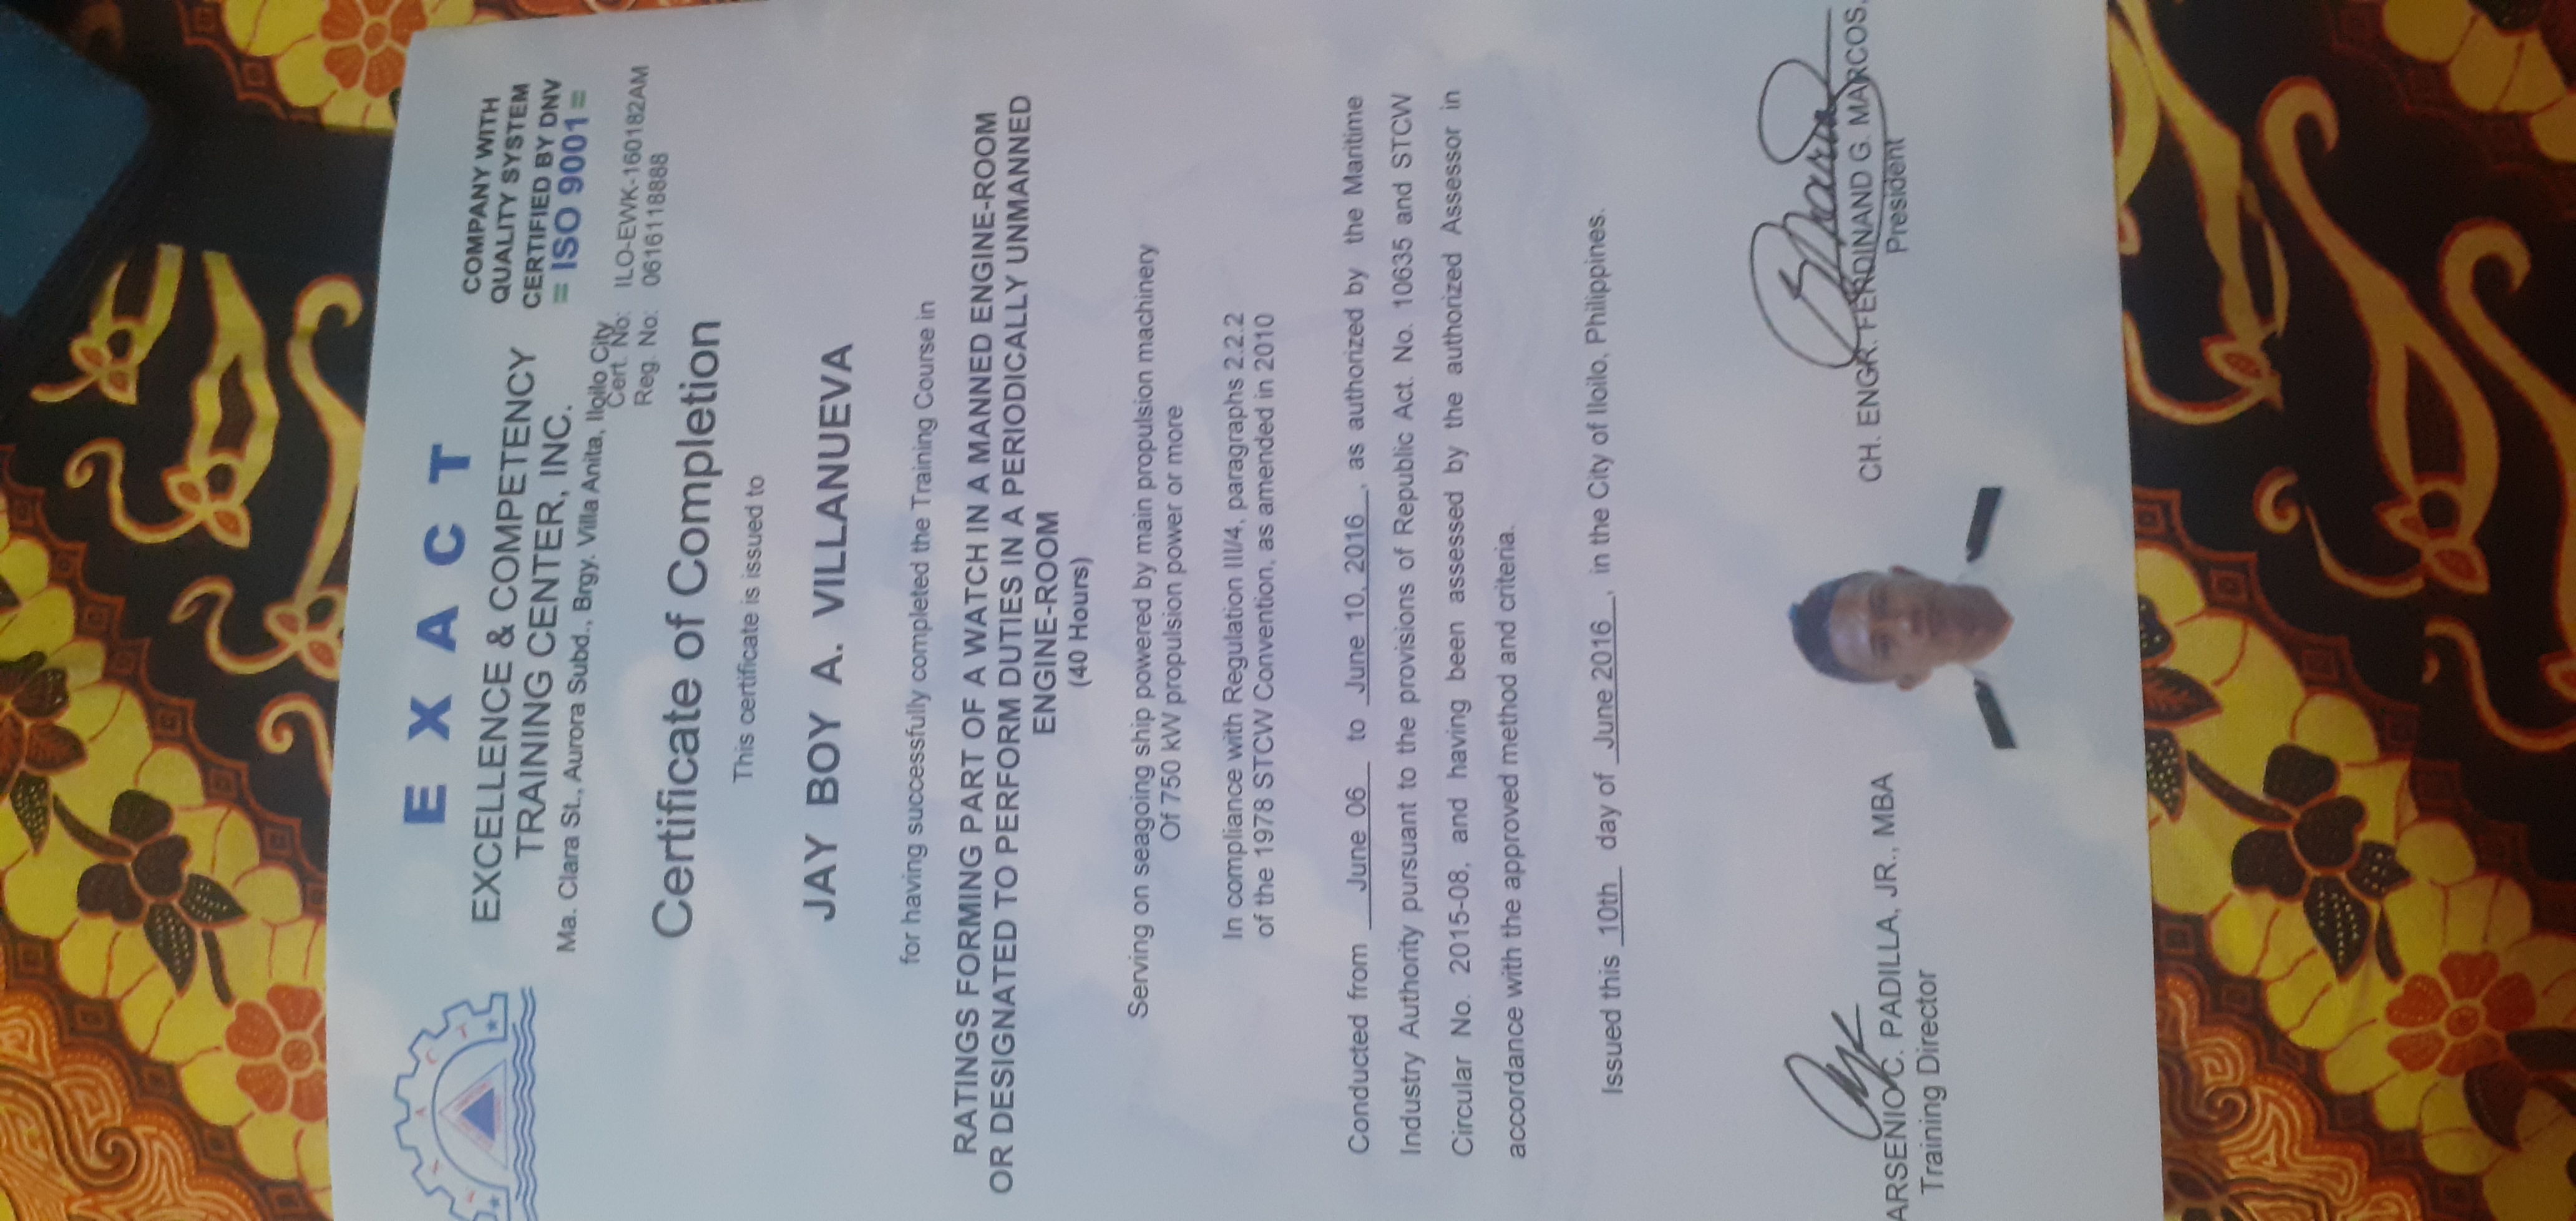 E X A C T
EXCELLENCE & COMPETENCY
TRAINING CENTER, INC.
Ma. Clara St., Aurora Subd., Brgy. Villa Anita, Iloilo City
COMPANY WITH
QUALITY SYSTEM
CERTIFIED BY DNV
= ISO 9001 =
Cert. No: ILO-EWK-160182AM
Reg. No: 0616118888
Certificate of Completion
This certificate is issued to
JAY BOY A. VILLANUEVA
for having successfully completed the Training Course in
RATINGS FORMING PART OF A WATCH IN A MANNED ENGINE-ROOM
OR DESIGNATED TO PERFORM DUTIES IN A PERIODICALLY UNMANNED
ENGINE-ROOM
(40 Hours)
Serving on seagoing ship powered by main propulsion machinery
Of 750 kW propulsion power or more
In compliance with Regulation III/4, paragraphs 2.2.2
of the 1978 STCW Convention, as amended in 2010
Conducted from June 06 to June 10, 2016, as authorized by the Maritime
Industry Authority pursuant to the provisions of Republic Act. No. 10635 and STCW
Circular No. 2015-08, and having been assessed by the authorized Assessor in
accordance with the approved method and criteria.
Issued this 10th day of June 2016, in the City of Iloilo, Philippines.
ARSENIO C. PADILLA, JR., MBA
Training Director
CH. ENGR. FERDINAND G. MARCOS,
President